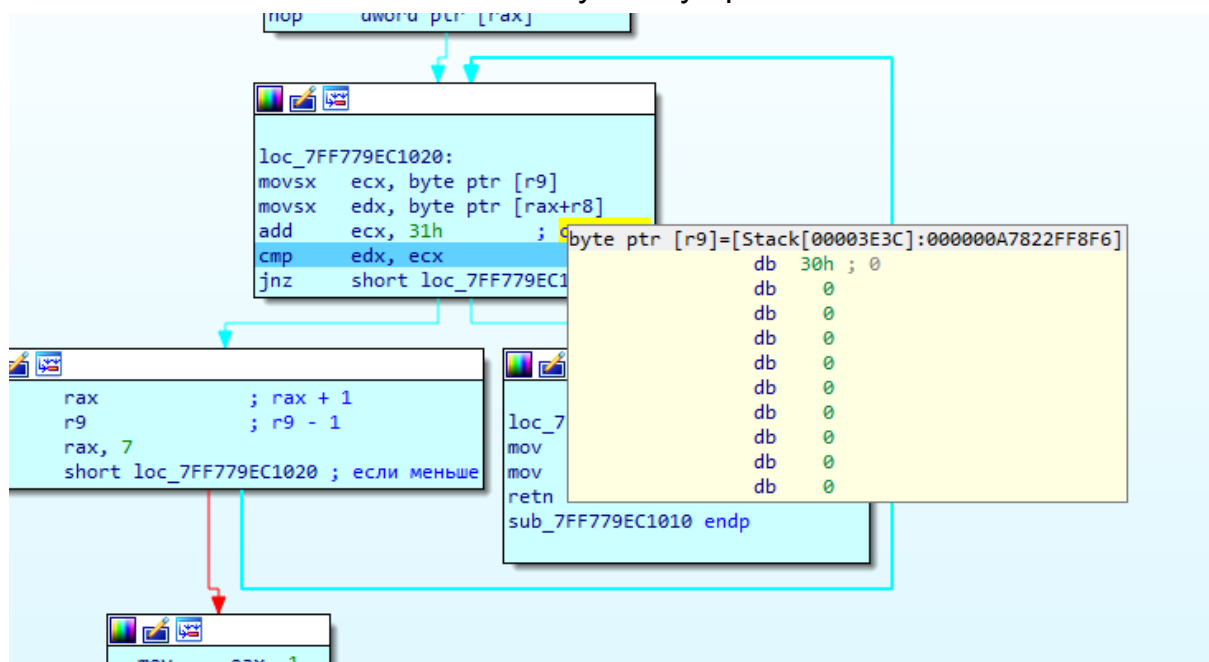 nop dword ptr [rax]
loc_7FF779EC1020:
movsx ecx, byte ptr [r9]
movsx edx, byte ptr [rax+r8]
add ecx, 31h ;
cmp edx, ecx
jnz short loc_7FF779EC1
byte ptr [r9]=[Stack[00003E3C]:000000A7822FF8F6]
db 30h ; 0
db 0
db 0
db 0
db 0
db 0
db 0
db 0
db 0
db 0
rax ; rax + 1
r9 ; r9 - 1
rax, 7
short loc_7FF779EC1020 ; если меньше
loc_7
mov
mov
retn
sub_7FF779EC1010 endp
mov eax, 1